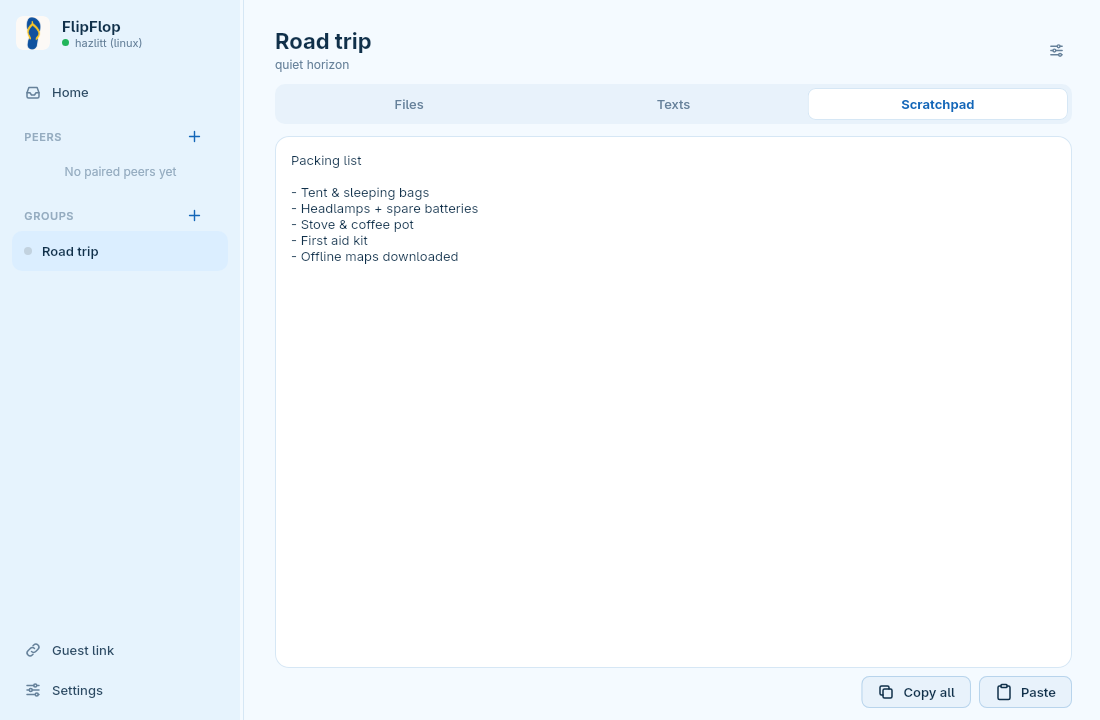 FlipFlop
hazlitt (linux)
Home
PEERS
No paired peers yet
GROUPS
Road trip
Guest link
Settings
Road trip
quiet horizon
Files
Texts
Scratchpad
Packing list
- Tent & sleeping bags
- Headlamps + spare batteries
- Stove & coffee pot
- First aid kit
- Offline maps downloaded
Copy all
Paste